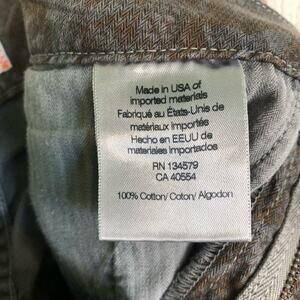 Made in USA of
imported materials
Fabriqué au États-Unis de
matériaux importés
Hecho en EEUU de
materiales importados
RN 134579
CA 40554
100% Cotton/ Coton/ Algodon